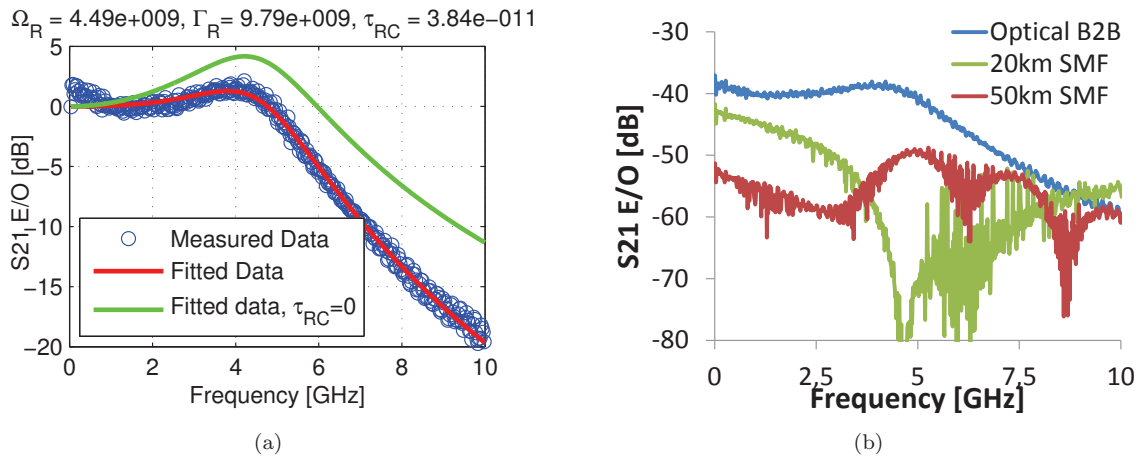 Ω_R = 4.49e+009, Γ_R= 9.79e+009, τ_RC = 3.84e−011
5
0
−5
−10
−15
−20
S21 E/O [dB]
Measured Data
Fitted Data
Fitted data, τ_RC=0
0 2 4 6 8 10
Frequency [GHz]
(a)
-30
-40
-50
-60
-70
-80
S21 E/O [dB]
Optical B2B
20km SMF
50km SMF
0 2,5 5 7,5 10
Frequency [GHz]
(b)